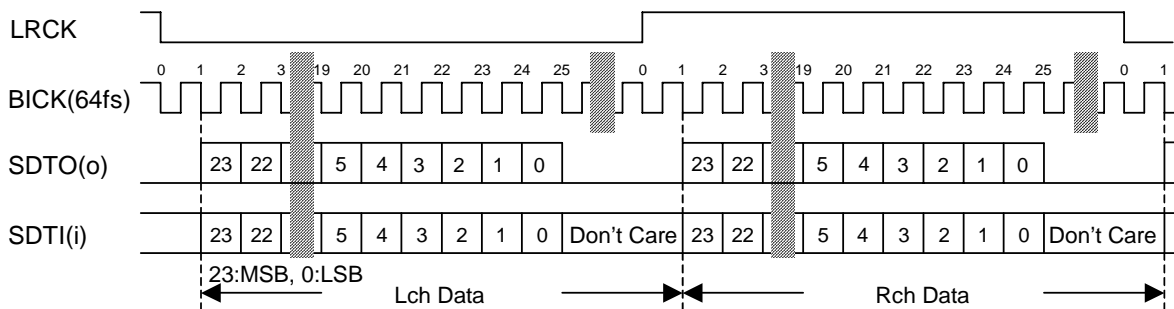 LRCK
0 1 2 3 19 20 21 22 23 24 25 0 1 2 3 19 20 21 22 23 24 25 0 1
BICK(64fs)
SDTO(o) 23 22 5 4 3 2 1 0 23 22 5 4 3 2 1 0
SDTI(i) 23 22 5 4 3 2 1 0 Don't Care 23 22 5 4 3 2 1 0 Don't Care
23:MSB, 0:LSB
Lch Data Rch Data